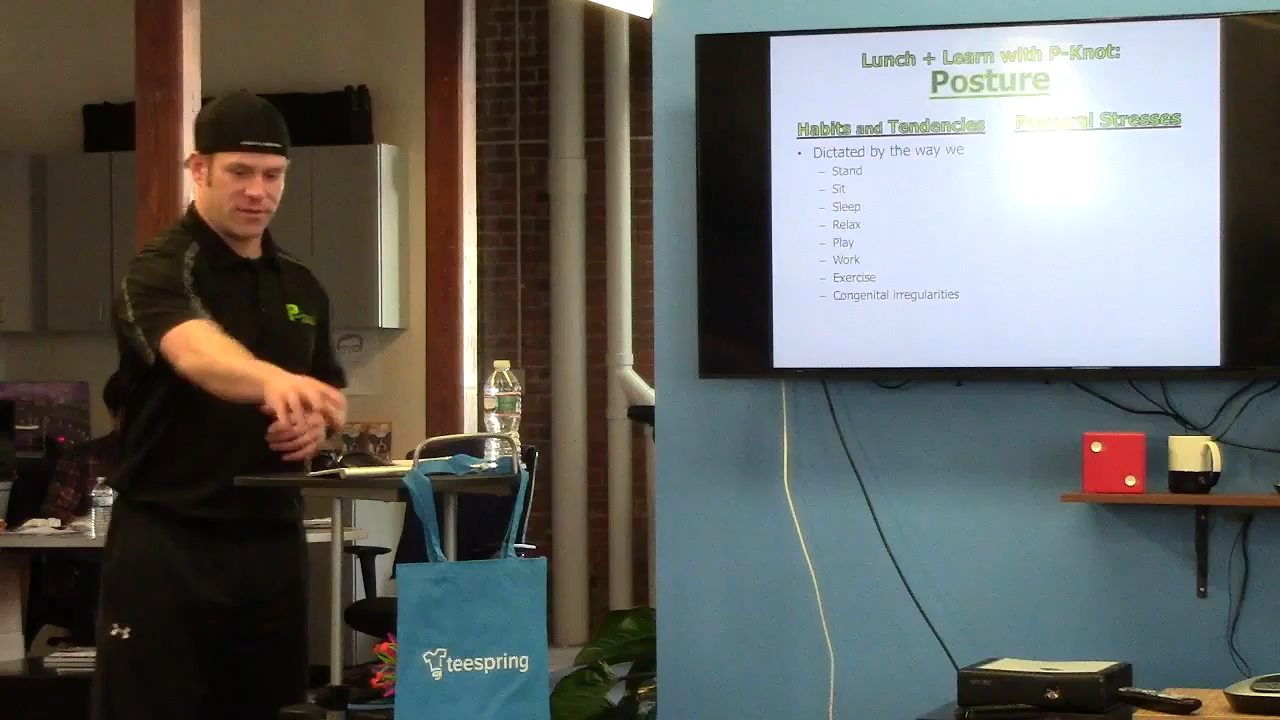 Lunch + Learn with P-Knot:
Posture
Habits and Tendencies
Postural Stresses
• Dictated by the way we
– Stand
– Sit
– Sleep
– Relax
– Play
– Work
– Exercise
– Congenital irregularities
teespring